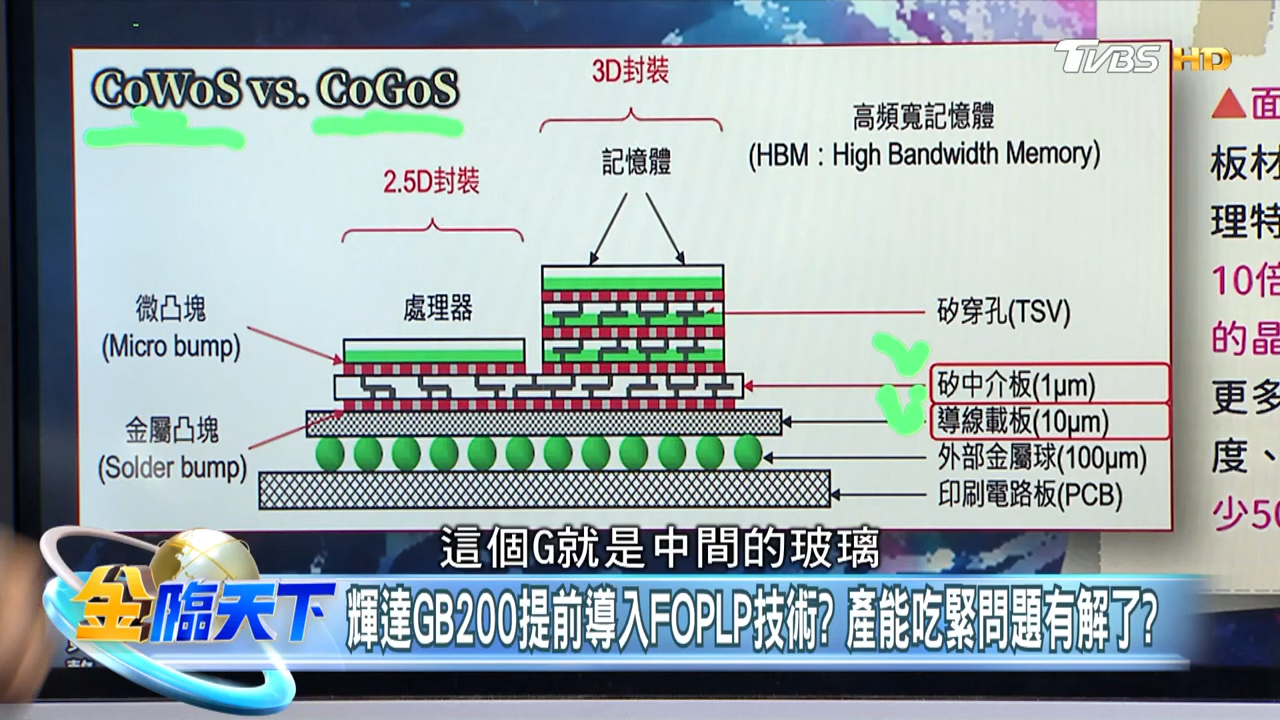 TVBS HD
CoWoS vs. CoGoS
3D封裝
高頻寬記憶體
(HBM：High Bandwidth Memory)
記憶體
2.5D封裝
微凸塊
(Micro bump)
處理器
矽穿孔(TSV)
矽中介板(1μm)
導線載板(10μm)
金屬凸塊
(Solder bump)
外部金屬球(100μm)
印刷電路板(PCB)
▲面
板材
理特
10倍
的晶
更多
度、
少50
這個G就是中間的玻璃
金臨天下
輝達GB200提前導入FOPLP技術? 產能吃緊問題有解了?